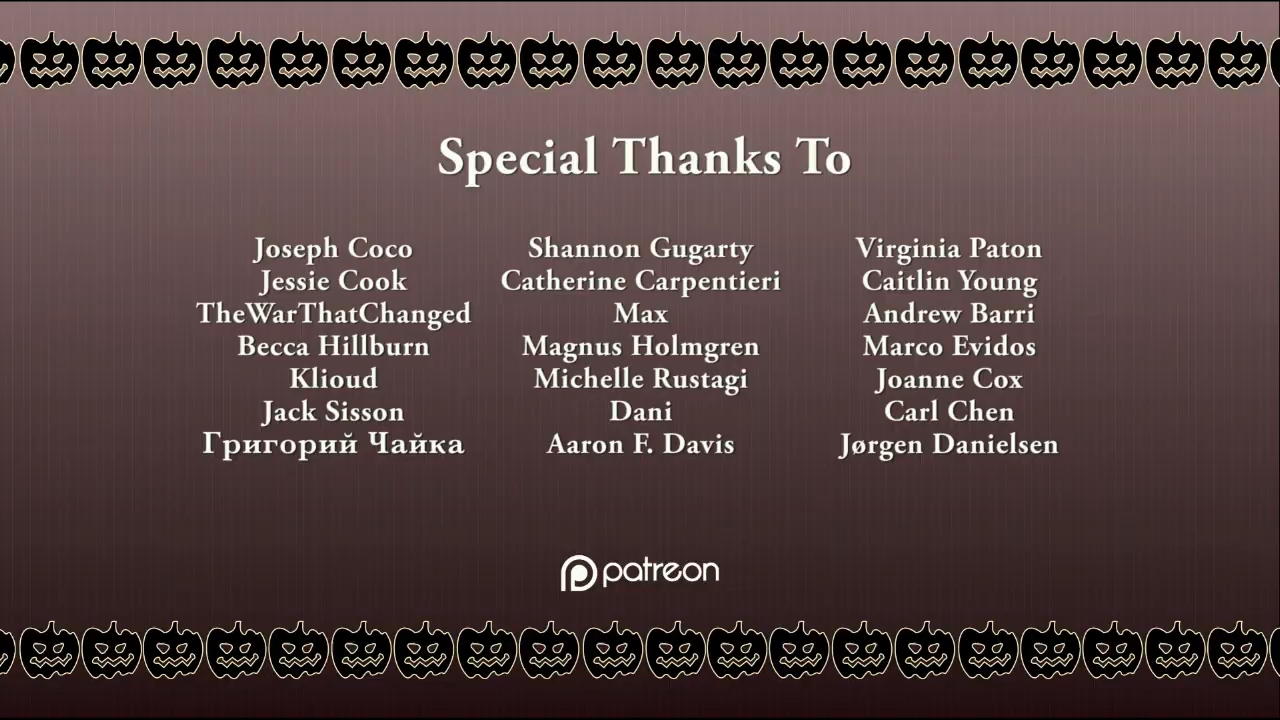 Special Thanks To
Joseph Coco
Jessie Cook
TheWarThatChanged
Becca Hillburn
Klioud
Jack Sisson
Григорий Чайка
Shannon Gugarty
Catherine Carpentieri
Max
Magnus Holmgren
Michelle Rustagi
Dani
Aaron F. Davis
Virginia Paton
Caitlin Young
Andrew Barri
Marco Evidos
Joanne Cox
Carl Chen
Jørgen Danielsen
patreon